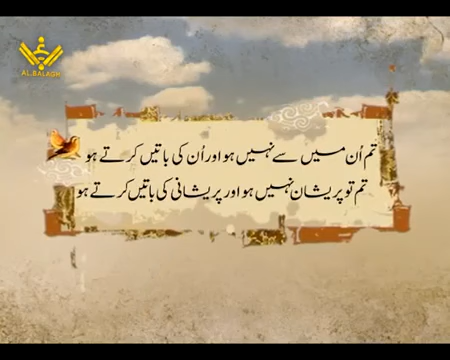 AL.BALAGH
تم اُن میں سے نہیں ہو اور اُن کی باتیں کرتے ہو
تم تو پریشان نہیں ہو اور پریشانی کی باتیں کرتے ہو